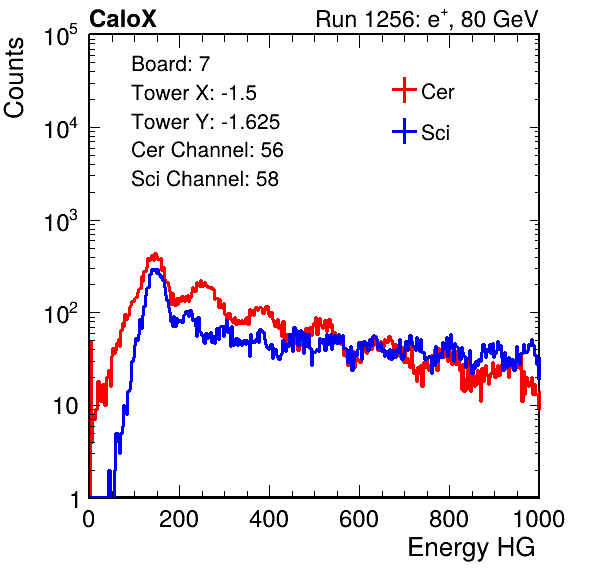 CaloX Run 1256: e⁺, 80 GeV
Counts
10⁵
Board: 7
Tower X: -1.5
Tower Y: -1.625
Cer Channel: 56
Sci Channel: 58
Cer
Sci
10⁴
10³
10²
10
1
0 200 400 600 800 1000
Energy HG